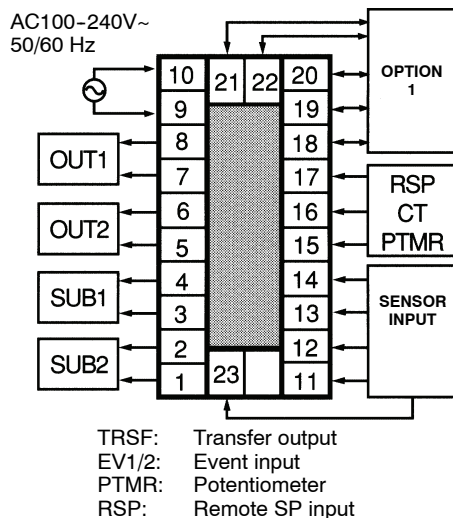 AC100-240V~
50/60 Hz
10 21 22 20
OPTION
1
9 19
8 18
OUT1
7 17
RSP
6 16
CT
OUT2
5 15
PTMR
4 14
SUB1
SENSOR
INPUT
3 13
2 12
SUB2
1 23 11
TRSF: Transfer output
EV1/2: Event input
PTMR: Potentiometer
RSP: Remote SP input